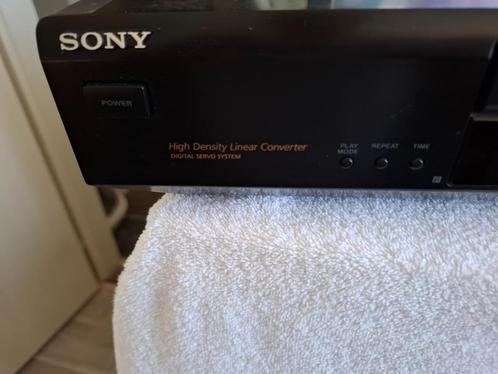 SONY
POWER
High Density Linear Converter
DIGITAL SERVO SYSTEM
PLAY
MODE
REPEAT
TIME